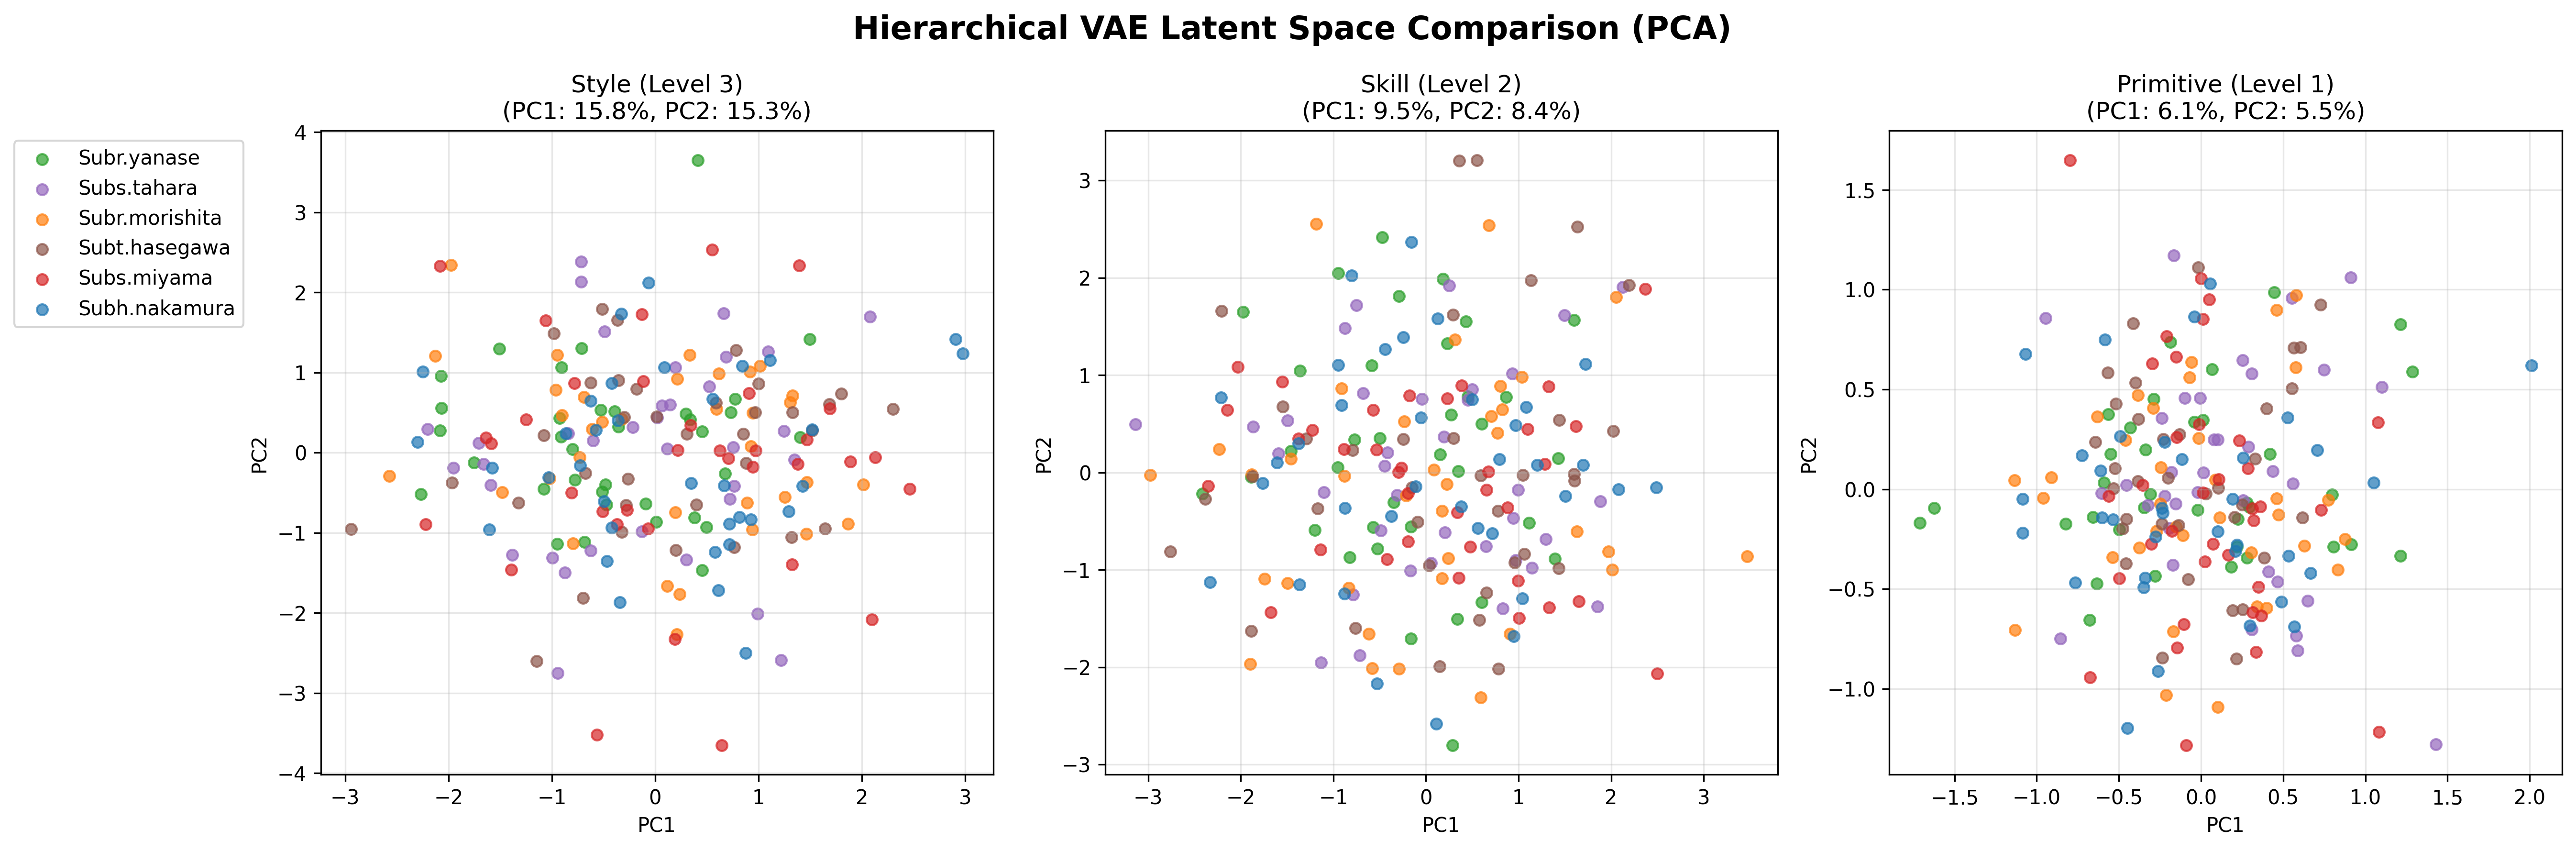 Hierarchical VAE Latent Space Comparison (PCA)
Subr.yanase
Subs.tahara
Subr.morishita
Subt.hasegawa
Subs.miyama
Subh.nakamura
Style (Level 3)
(PC1: 15.8%, PC2: 15.3%)
4
3
2
1
0
−1
−2
−3
−4
PC2
−3 −2 −1 0 1 2 3
PC1
Skill (Level 2)
(PC1: 9.5%, PC2: 8.4%)
3
2
1
0
−1
−2
−3
PC2
−3 −2 −1 0 1 2 3
PC1
Primitive (Level 1)
(PC1: 6.1%, PC2: 5.5%)
1.5
1.0
0.5
0.0
−0.5
−1.0
PC2
−1.5 −1.0 −0.5 0.0 0.5 1.0 1.5 2.0
PC1